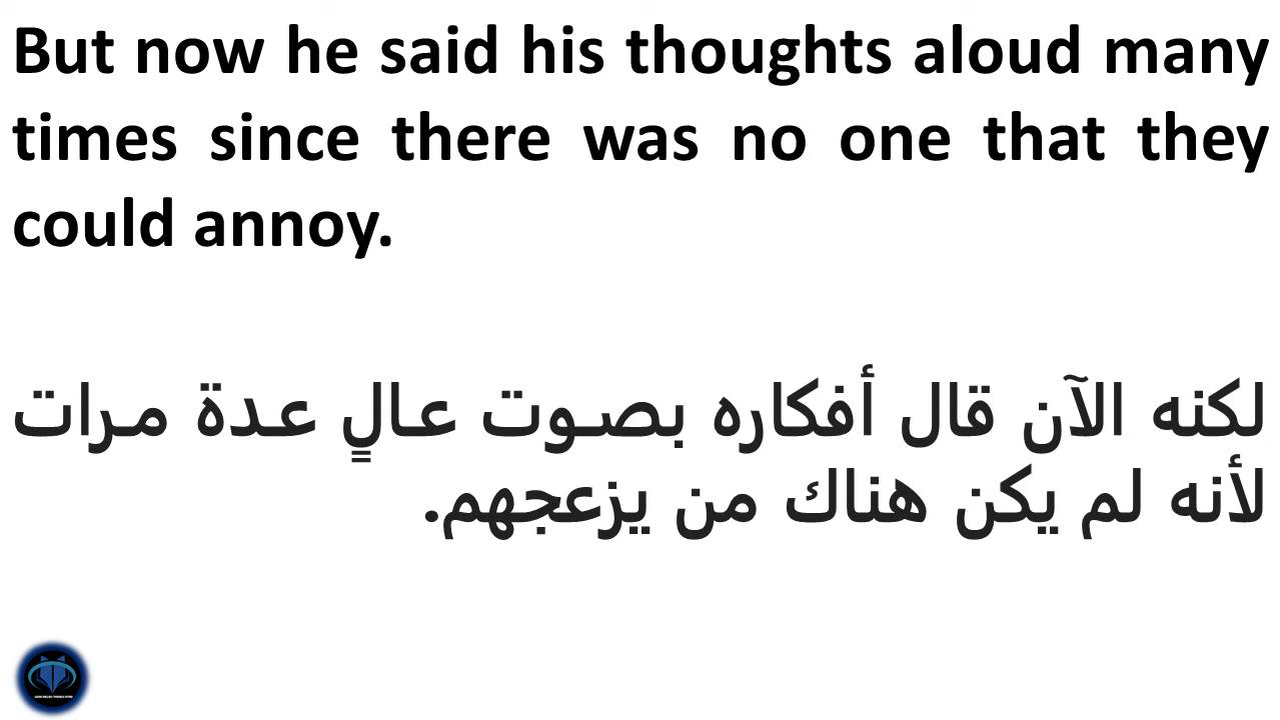 But now he said his thoughts aloud many
times since there was no one that they
could annoy.
لكنه الآن قال أفكاره بصوت عالٍ عدة مرات
لأنه لم يكن هناك من يزعجهم.